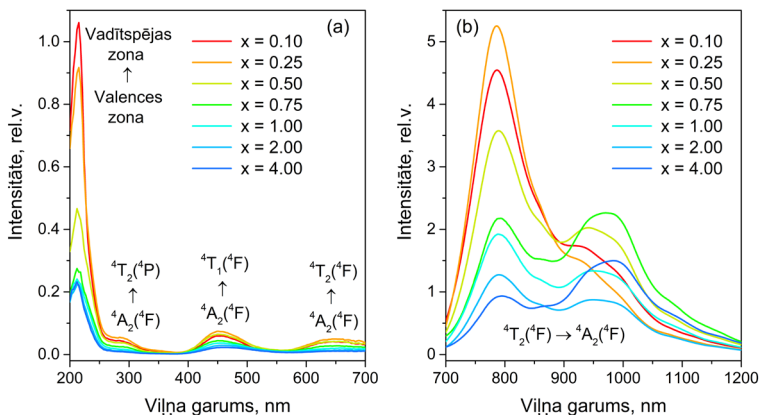 (a)
Vadītspējas
zona
↑
Valences
zona
x = 0.10
x = 0.25
x = 0.50
x = 0.75
x = 1.00
x = 2.00
x = 4.00
⁴T₂(⁴P)
↑
⁴A₂(⁴F)
⁴T₁(⁴F)
↑
⁴A₂(⁴F)
⁴T₂(⁴F)
↑
⁴A₂(⁴F)
Intensitāte, rel.v.
1.0
0.8
0.6
0.4
0.2
0.0
200 300 400 500 600 700
Viļņa garums, nm
(b)
x = 0.10
x = 0.25
x = 0.50
x = 0.75
x = 1.00
x = 2.00
x = 4.00
⁴T₂(⁴F) → ⁴A₂(⁴F)
Intensitāte, rel.v.
5
4
3
2
1
0
700 800 900 1000 1100 1200
Viļņa garums, nm